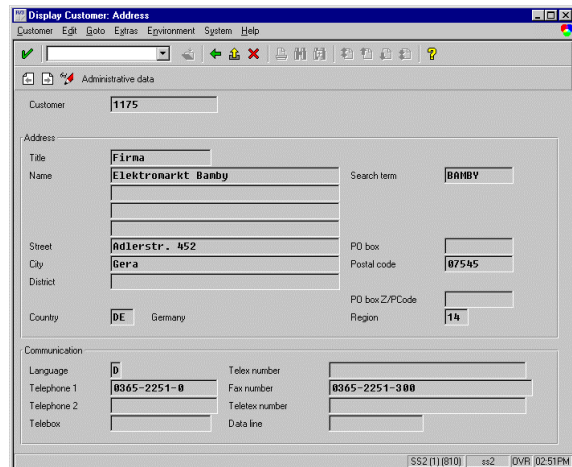 Display Customer: Address
Customer Edit Goto Extras Environment System Help
Administrative data
Customer 1175
Address
Title Firma
Name Elektromarkt Bamby Search term BAMBY
Street Adlerstr. 452 PO box
City Gera Postal code 07545
District
PO box Z/PCode
Country DE Germany Region 14
Communication
Language D Telex number
Telephone 1 0365-2251-0 Fax number 0365-2251-300
Telephone 2 Teletex number
Telebox Data line
SS2 (1) (810) ss2 OVR 02:51PM